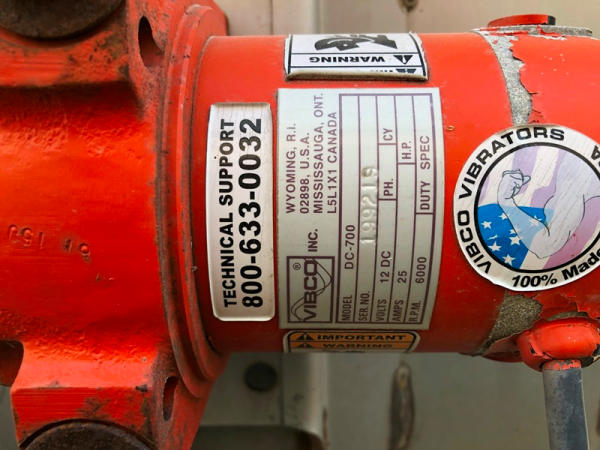 WARNING
TECHNICAL SUPPORT
800-633-0032
VIBCO INC.
WYOMING, R.I.
02898, U.S.A.
MISSISSAUGA, ONT.
L5L1X1 CANADA
MODEL DC-700
SER.NO. 199219
VOLTS 12 DC PH. CY
AMPS 25 H.P.
R.P.M. 6000 DUTY SPEC
IMPORTANT
WARNING
VIBCO VIBRATORS
100% Made